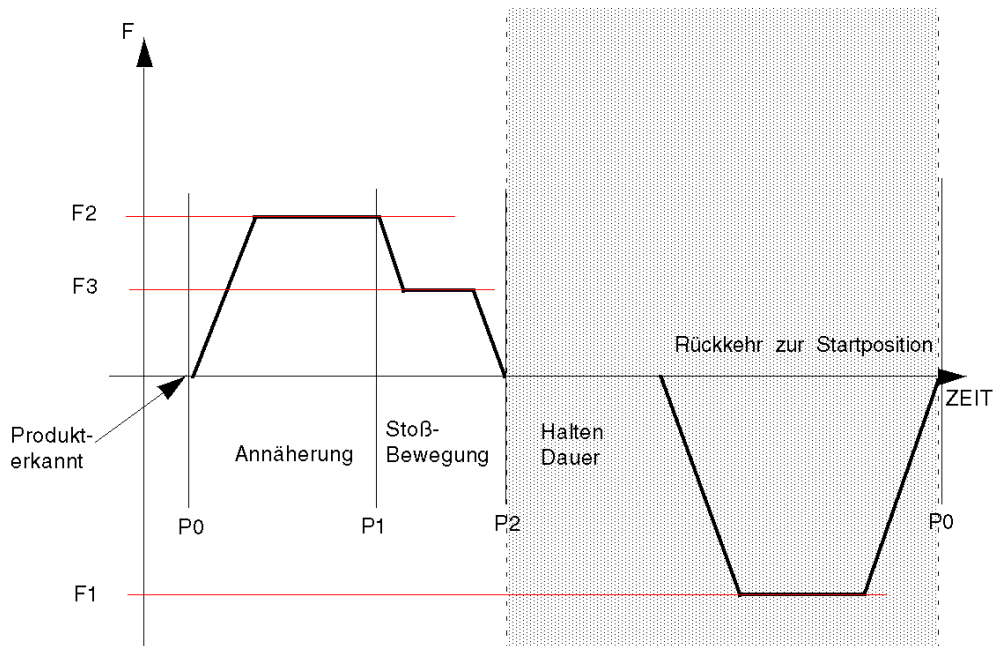 F
F2
F3
Rückkehr zur Startposition
ZEIT
Produkt-
erkannt
Annäherung
Stoß-
Bewegung
Halten
Dauer
P0
P1
P2
P0
F1